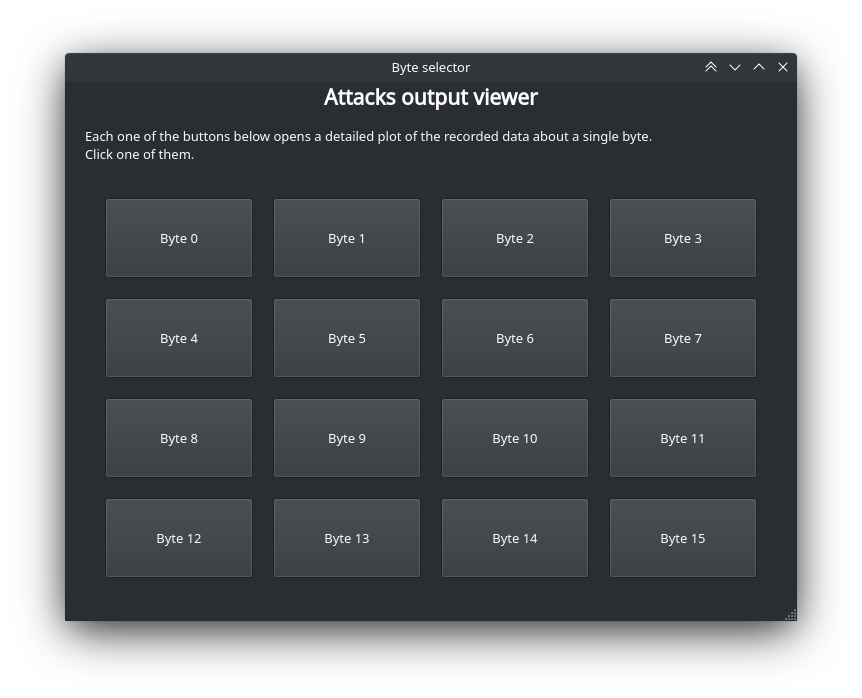 Byte selector
Attacks output viewer
Each one of the buttons below opens a detailed plot of the recorded data about a single byte.
Click one of them.
Byte 0 Byte 1 Byte 2 Byte 3
Byte 4 Byte 5 Byte 6 Byte 7
Byte 8 Byte 9 Byte 10 Byte 11
Byte 12 Byte 13 Byte 14 Byte 15